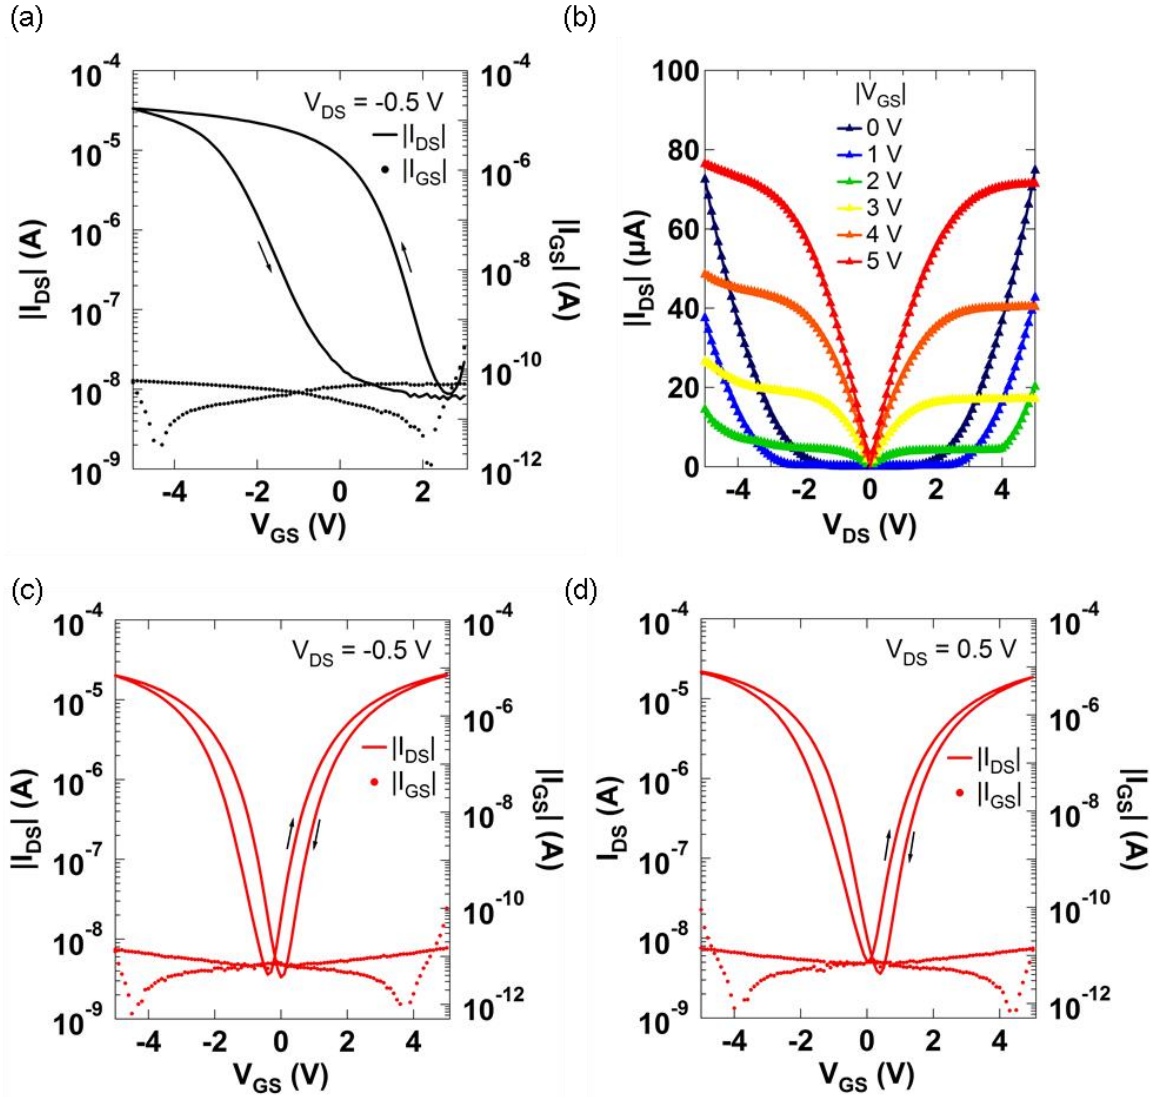 (a)
10^-4
10^-5
10^-6
10^-7
10^-8
10^-9
|I_DS| (A)
V_DS = -0.5 V
|I_DS|
|I_GS|
10^-4
10^-6
10^-8
10^-10
10^-12
|I_GS| (A)
-4 -2 0 2
V_GS (V)
(b)
100
80
60
40
20
0
|I_DS| (µA)
|V_GS|
0 V
1 V
2 V
3 V
4 V
5 V
-4 -2 0 2 4
V_DS (V)
(c)
10^-4
10^-5
10^-6
10^-7
10^-8
10^-9
|I_DS| (A)
V_DS = -0.5 V
|I_DS|
|I_GS|
10^-4
10^-6
10^-8
10^-10
10^-12
|I_GS| (A)
-4 -2 0 2 4
V_GS (V)
(d)
10^-4
10^-5
10^-6
10^-7
10^-8
10^-9
I_DS (A)
V_DS = 0.5 V
|I_DS|
|I_GS|
10^-4
10^-6
10^-8
10^-10
10^-12
|I_GS| (A)
-4 -2 0 2 4
V_GS (V)